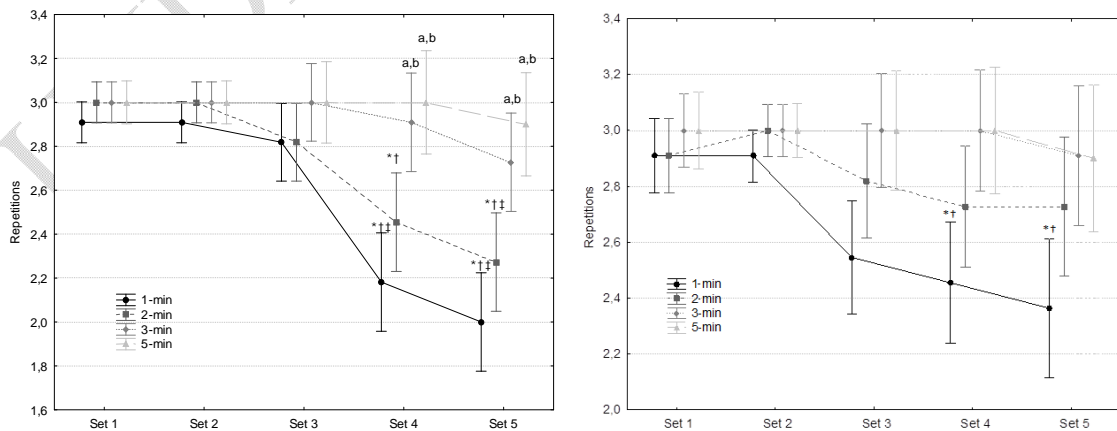 3,4
3,2
3,0
2,8
2,6
2,4
2,2
2,0
1,8
1,6
Repetitions
a,b
a,b
a,b
a,b
*†
*†‡
*†‡
*†‡
1-min
2-min
3-min
5-min
Set 1 Set 2 Set 3 Set 4 Set 5
3,4
3,2
3,0
2,8
2,6
2,4
2,2
2,0
Repetitions
*†
*†
1-min
2-min
3-min
5-min
Set 1 Set 2 Set 3 Set 4 Set 5